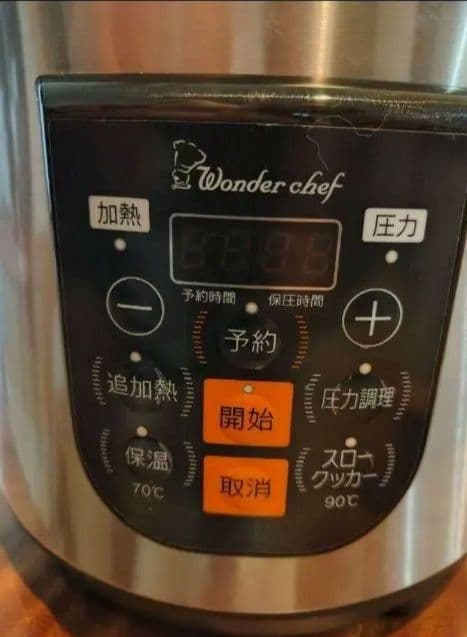 Wonder chef
加熱
圧力
予約時間 保圧時間
−
+
予約
追加熱
開始
圧力調理
保温
70℃
取消
スロー
クッカー
90℃